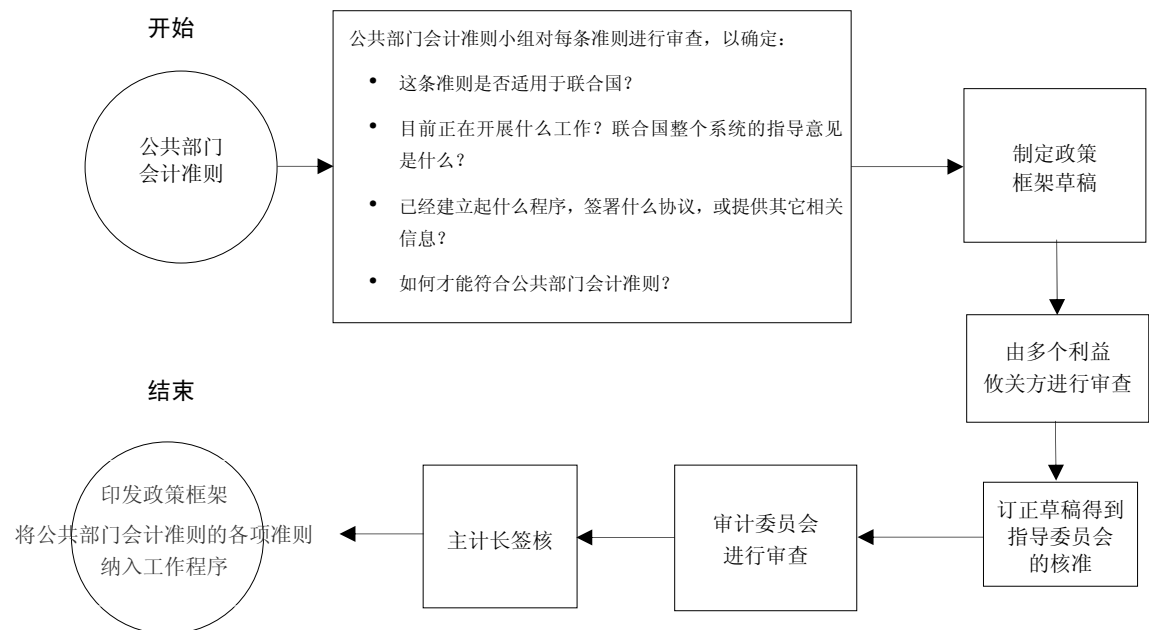 开始
公共部门
会计准则
公共部门会计准则小组对每条准则进行审查，以确定：
• 这条准则是否适用于联合国？
• 目前正在开展什么工作？联合国整个系统的指导意见
是什么？
• 已经建立起什么程序，签署什么协议，或提供其它相关
信息？
• 如何才能符合公共部门会计准则？
制定政策
框架草稿
由多个利益
攸关方进行审查
订正草稿得到
指导委员会
的核准
审计委员会
进行审查
主计长签核
结束
印发政策框架
将公共部门会计准则的各项准则
纳入工作程序